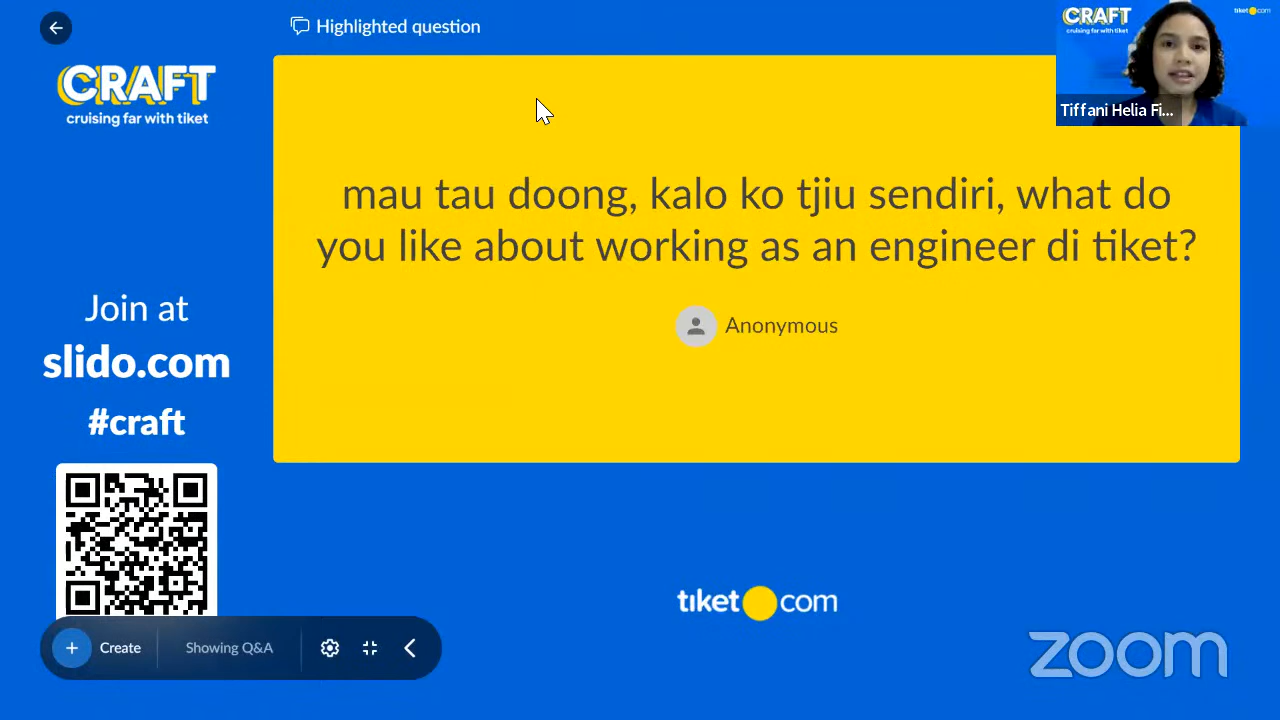 Highlighted question
CRAFT
cruising far with tiket
CRAFT
cruising far with tiket
tiket.com
Tiffani Helia Fi...
mau tau doong, kalo ko tjiu sendiri, what do
you like about working as an engineer di tiket?
Anonymous
Join at
slido.com
#craft
tiket com
Create
Showing Q&A
zoom